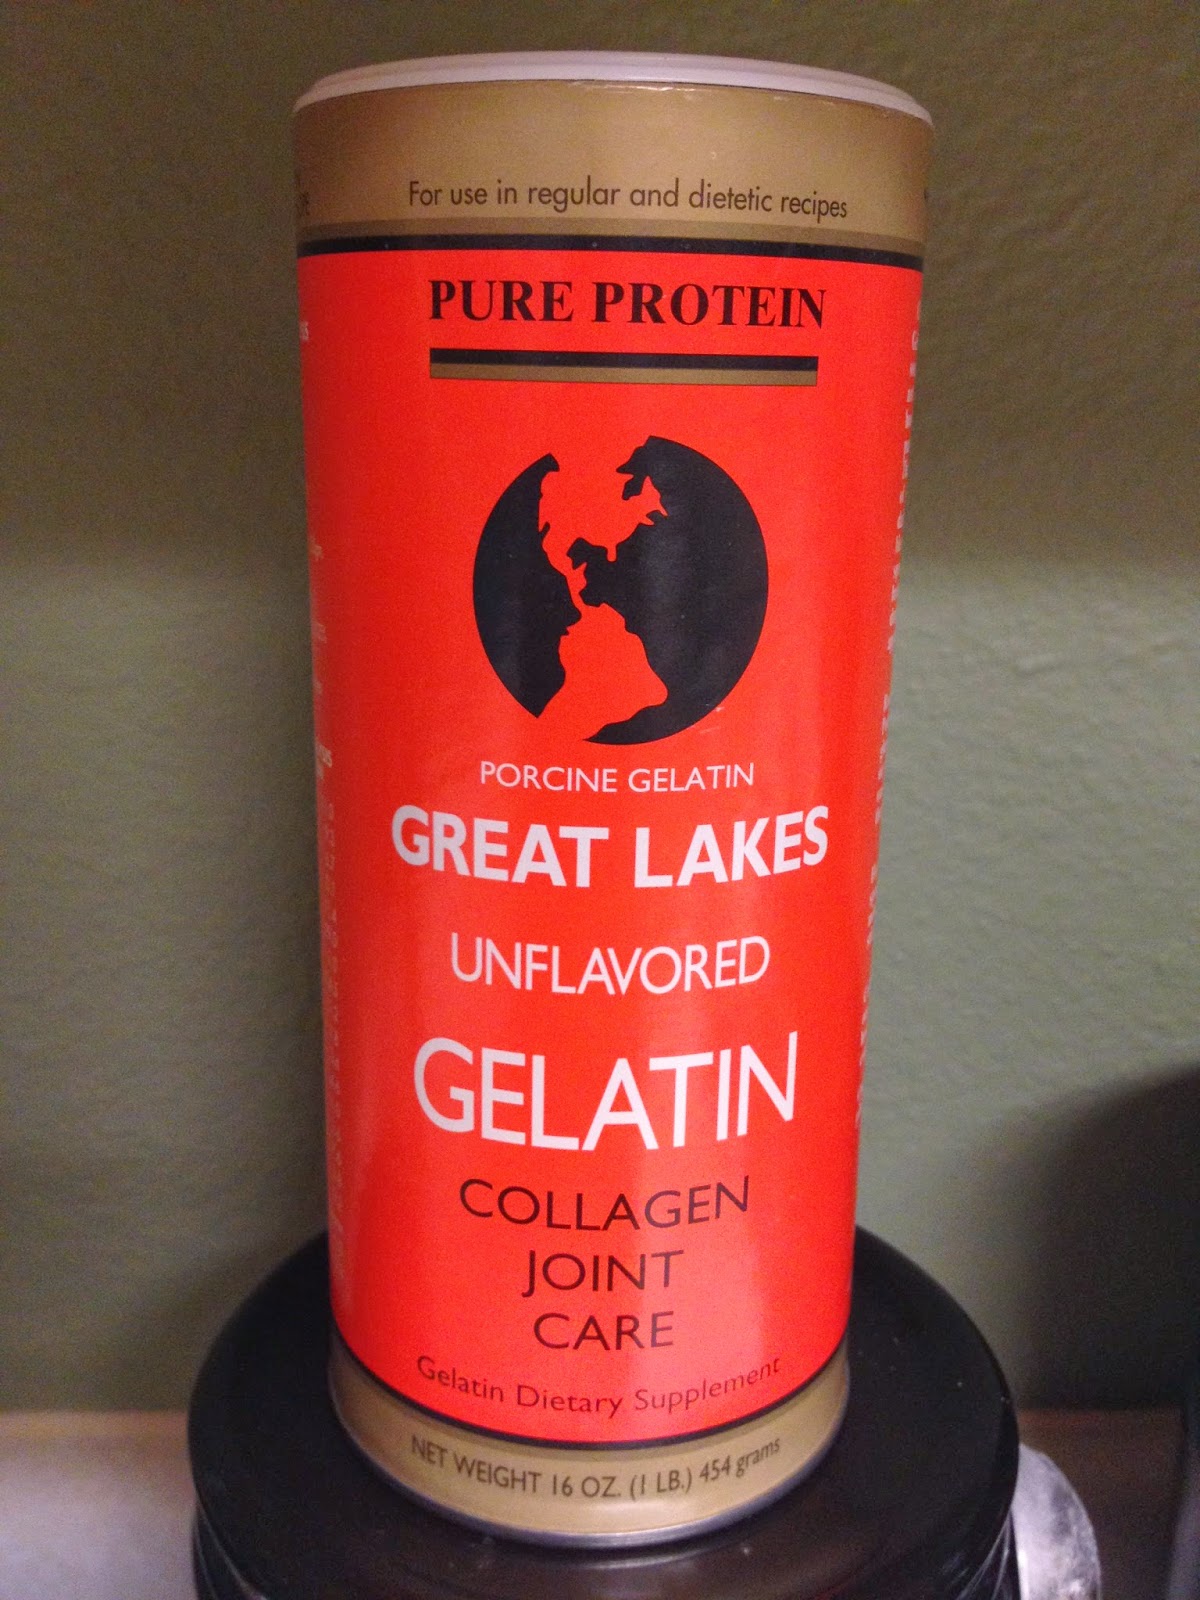 For use in regular and dietetic recipes
PURE PROTEIN
PORCINE GELATIN
GREAT LAKES
UNFLAVORED
GELATIN
COLLAGEN
JOINT
CARE
Gelatin Dietary Supplement
NET WEIGHT 16 OZ. (1 LB.) 454 grams